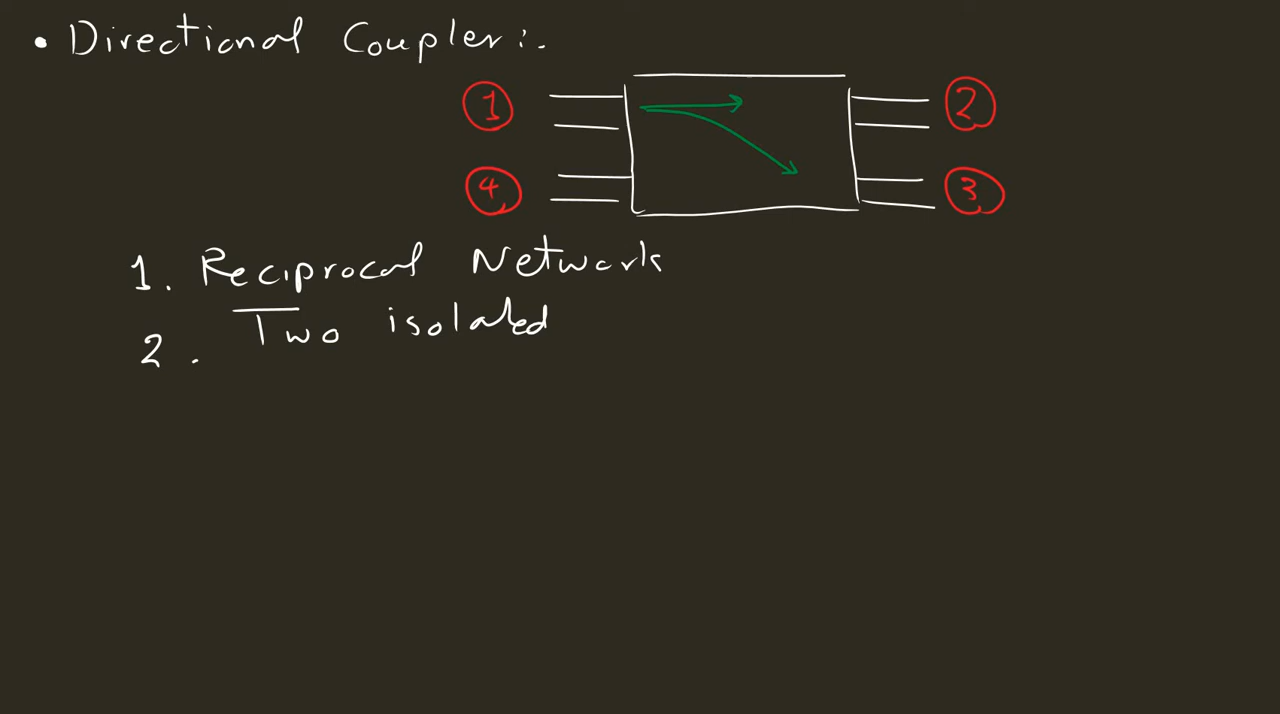 • Directional Coupler:.
1 2
4 3
1. Reciprocal Network
2. Two isolated